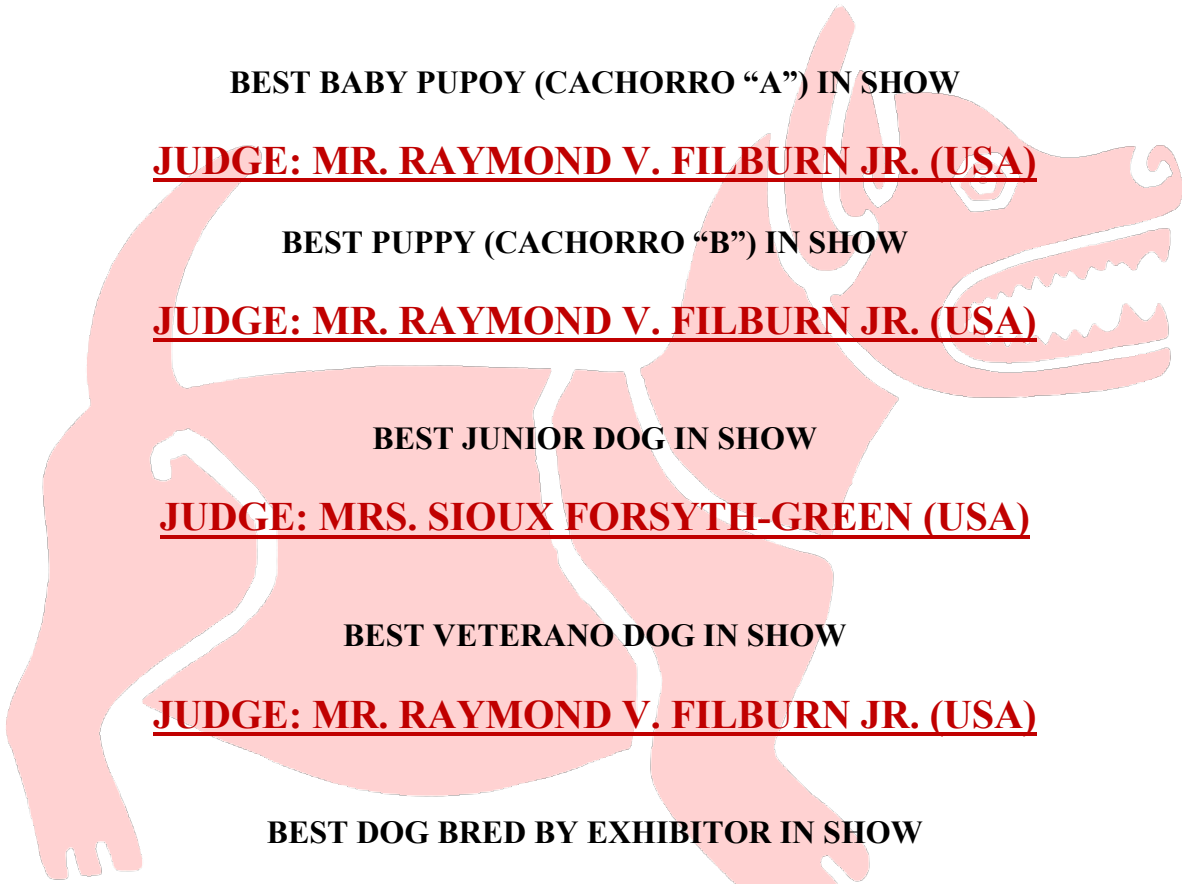 BEST BABY PUPOY (CACHORRO “A”) IN SHOW
JUDGE: MR. RAYMOND V. FILBURN JR. (USA)
BEST PUPPY (CACHORRO “B”) IN SHOW
JUDGE: MR. RAYMOND V. FILBURN JR. (USA)
BEST JUNIOR DOG IN SHOW
JUDGE: MRS. SIOUX FORSYTH-GREEN (USA)
BEST VETERANO DOG IN SHOW
JUDGE: MR. RAYMOND V. FILBURN JR. (USA)
BEST DOG BRED BY EXHIBITOR IN SHOW